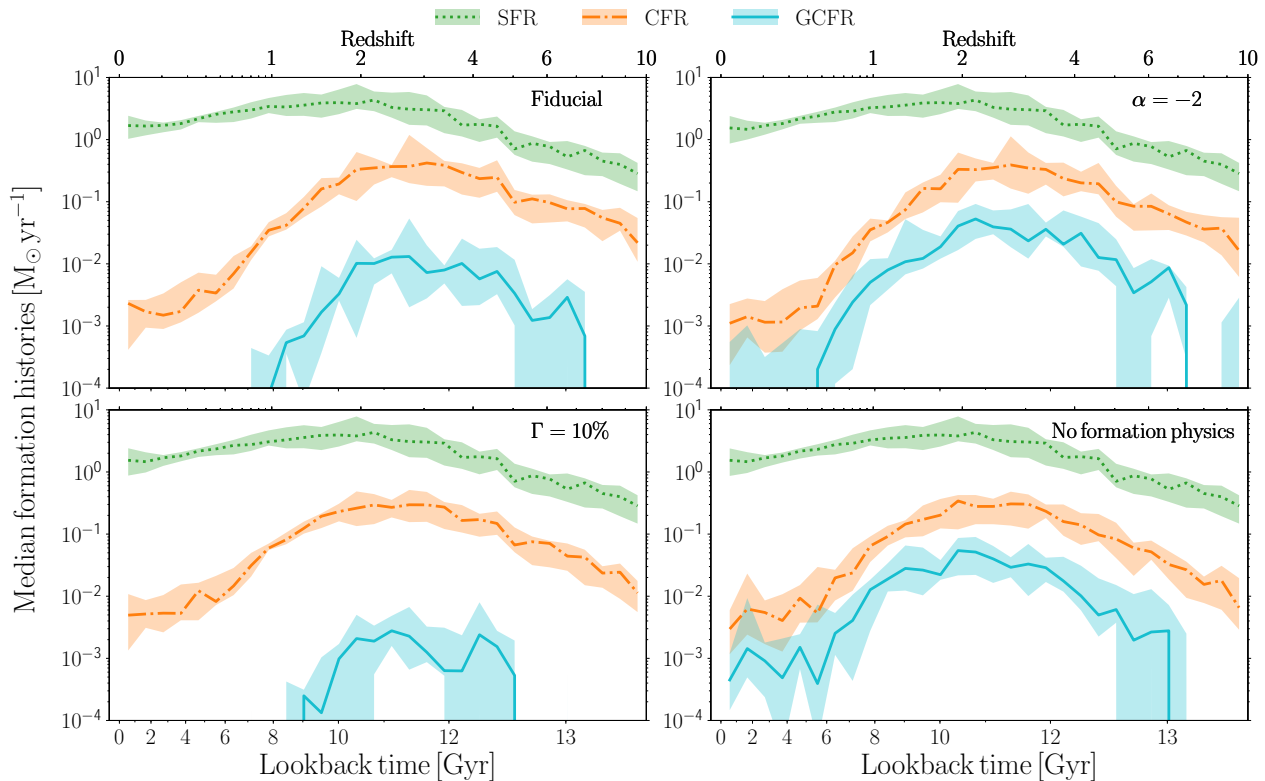 SFR CFR GCFR
Redshift Redshift
0 1 2 4 6 10 0 1 2 4 6 10
10¹ Fiducial α = −2
10⁰
10⁻¹
10⁻²
10⁻³
10⁻⁴
10¹ Γ = 10% No formation physics
10⁰
10⁻¹
10⁻²
10⁻³
10⁻⁴
Median formation histories [M⊙ yr⁻¹]
10¹
10⁰
10⁻¹
10⁻²
10⁻³
10⁻⁴
10¹
10⁰
10⁻¹
10⁻²
10⁻³
10⁻⁴
0 2 4 6 8 10 12 13 0 2 4 6 8 10 12 13
Lookback time [Gyr] Lookback time [Gyr]